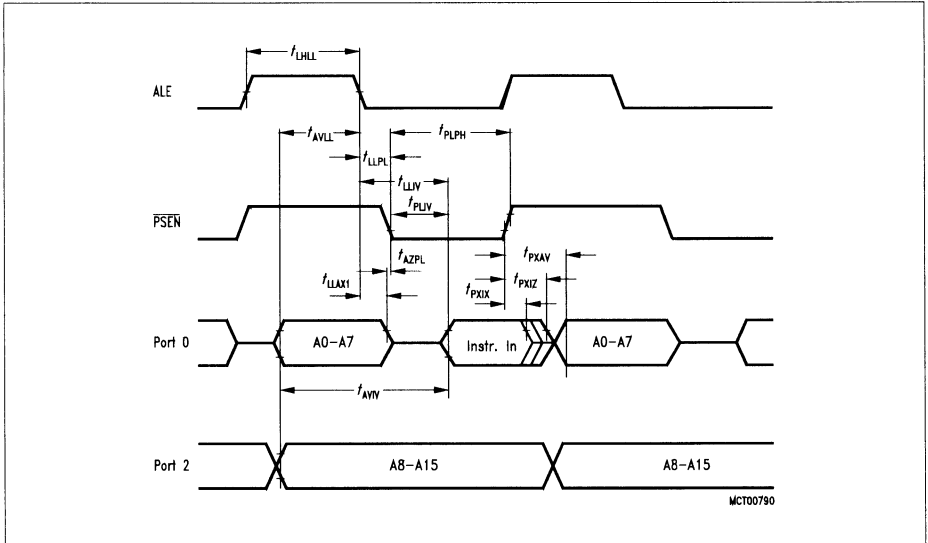 tLHLL
ALE
tAVLL
tPLPH
tLLPL
tLLIV
tPLIV
PSEN
tAZPL
tPXAV
tLLAX1
tPXIZ
tPXIX
Port 0
A0-A7
Instr. In
A0-A7
tAVIV
Port 2
A8-A15
A8-A15
MCT00790